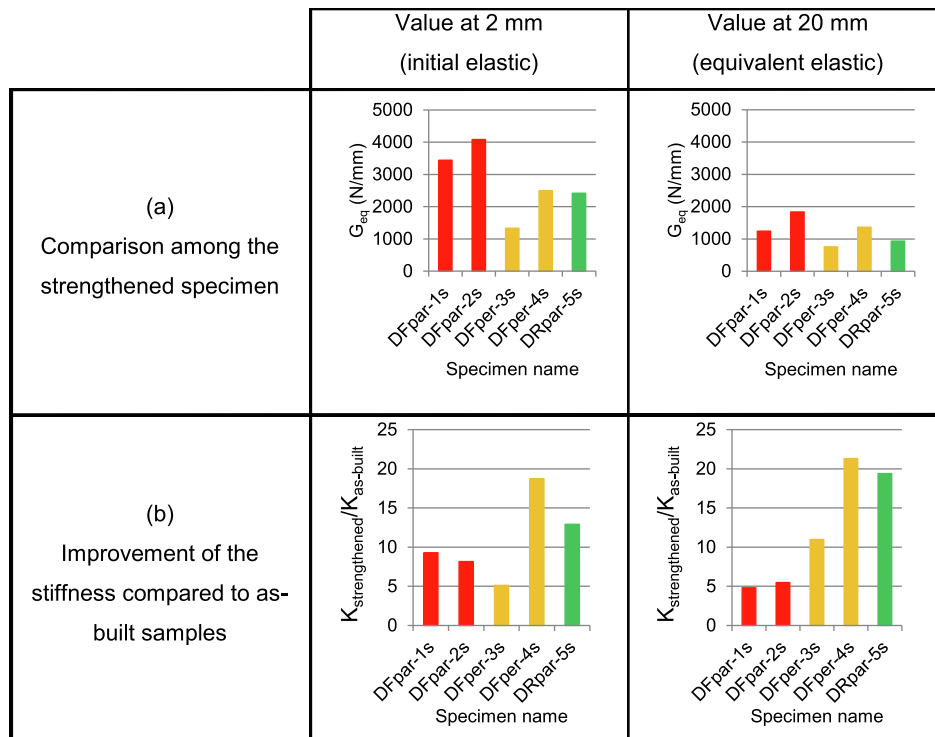 Value at 2 mm
(initial elastic)
Value at 20 mm
(equivalent elastic)
(a)
Comparison among the
strengthened specimen
5000
4000
3000
2000
1000
0
Geq (N/mm)
DFpar-1s
DFpar-2s
DFper-3s
DFper-4s
DRpar-5s
Specimen name
5000
4000
3000
2000
1000
0
Geq (N/mm)
DFpar-1s
DFpar-2s
DFper-3s
DFper-4s
DRpar-5s
Specimen name
(b)
Improvement of the
stiffness compared to as-
built samples
25
20
15
10
5
0
Kstrengthened/Kas-built
DFpar-1s
DFpar-2s
DFper-3s
DFper-4s
DRpar-5s
Specimen name
25
20
15
10
5
0
Kstrengthened/Kas-built
DFpar-1s
DFpar-2s
DFper-3s
DFper-4s
DRpar-5s
Specimen name